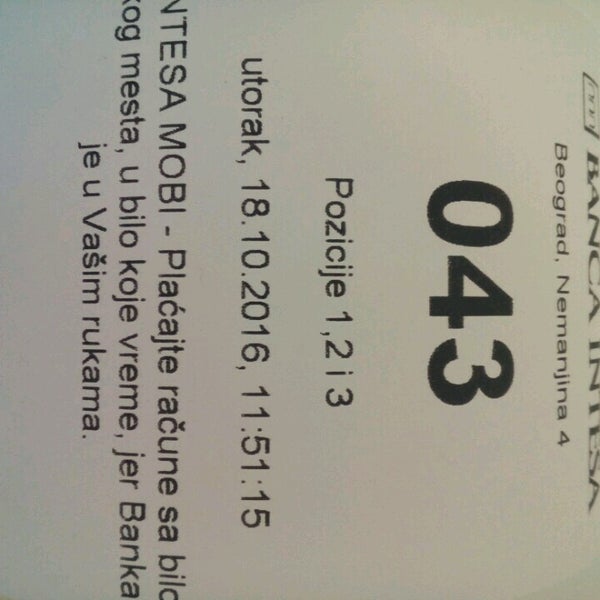 BANCA INTESA
Beograd, Nemanjina 4
043
Pozicije 1,2 i 3
utorak, 18.10.2016, 11:51:15
NTESA MOBI - Plaćajte račune sa bilo
kog mesta, u bilo koje vreme, jer Banka
je u Vašim rukama.